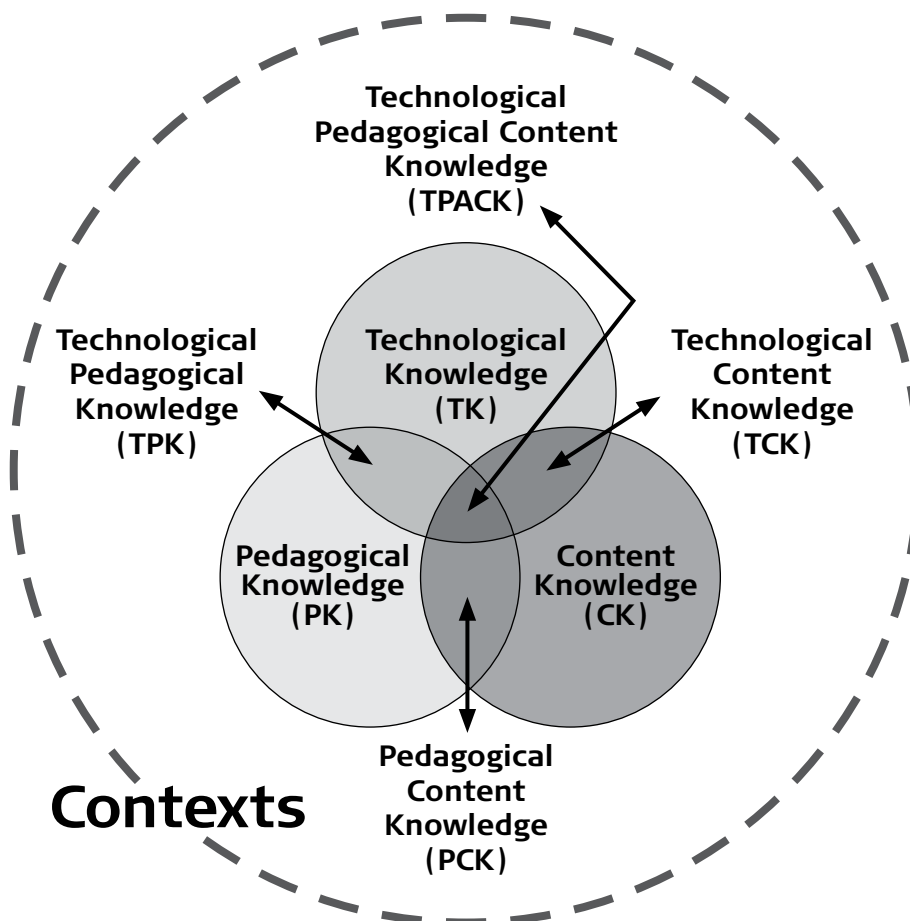 Technological
Pedagogical Content
Knowledge
(TPACK)
Technological
Pedagogical
Knowledge
(TPK)
Technological
Knowledge
(TK)
Technological
Content
Knowledge
(TCK)
Pedagogical
Knowledge
(PK)
Content
Knowledge
(CK)
Pedagogical
Content
Knowledge
(PCK)
Contexts